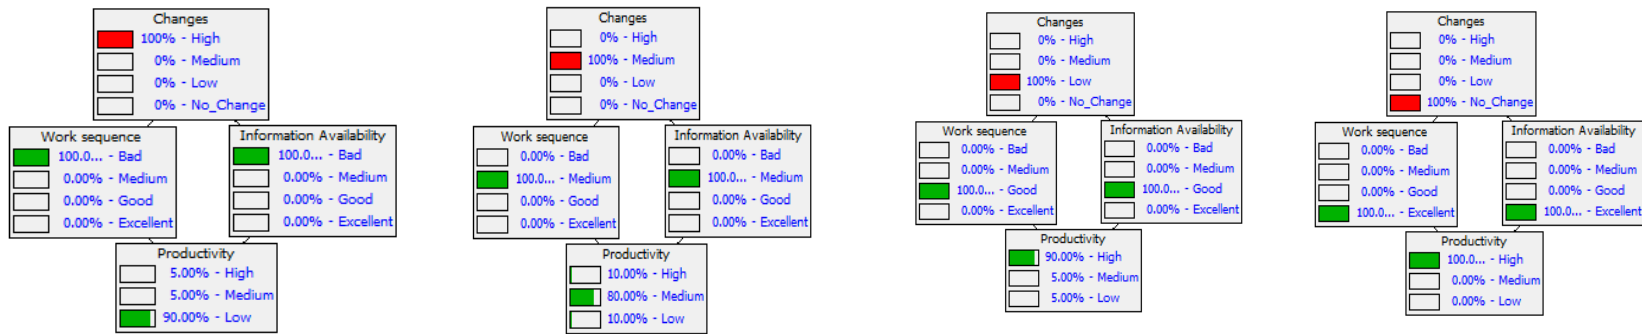 Changes
100% - High
0% - Medium
0% - Low
0% - No_Change
Work sequence
100.0... - Bad
0.00% - Medium
0.00% - Good
0.00% - Excellent
Information Availability
100.0... - Bad
0.00% - Medium
0.00% - Good
0.00% - Excellent
Productivity
5.00% - High
5.00% - Medium
90.00% - Low
Changes
0% - High
100% - Medium
0% - Low
0% - No_Change
Work sequence
0.00% - Bad
100.0... - Medium
0.00% - Good
0.00% - Excellent
Information Availability
0.00% - Bad
100.0... - Medium
0.00% - Good
0.00% - Excellent
Productivity
10.00% - High
80.00% - Medium
10.00% - Low
Changes
0% - High
0% - Medium
100% - Low
0% - No_Change
Work sequence
0.00% - Bad
0.00% - Medium
100.0... - Good
0.00% - Excellent
Information Availability
0.00% - Bad
0.00% - Medium
100.0... - Good
0.00% - Excellent
Productivity
90.00% - High
5.00% - Medium
5.00% - Low
Changes
0% - High
0% - Medium
0% - Low
100% - No_Change
Work sequence
0.00% - Bad
0.00% - Medium
0.00% - Good
100.0... - Excellent
Information Availability
0.00% - Bad
0.00% - Medium
0.00% - Good
100.0... - Excellent
Productivity
100.0... - High
0.00% - Medium
0.00% - Low